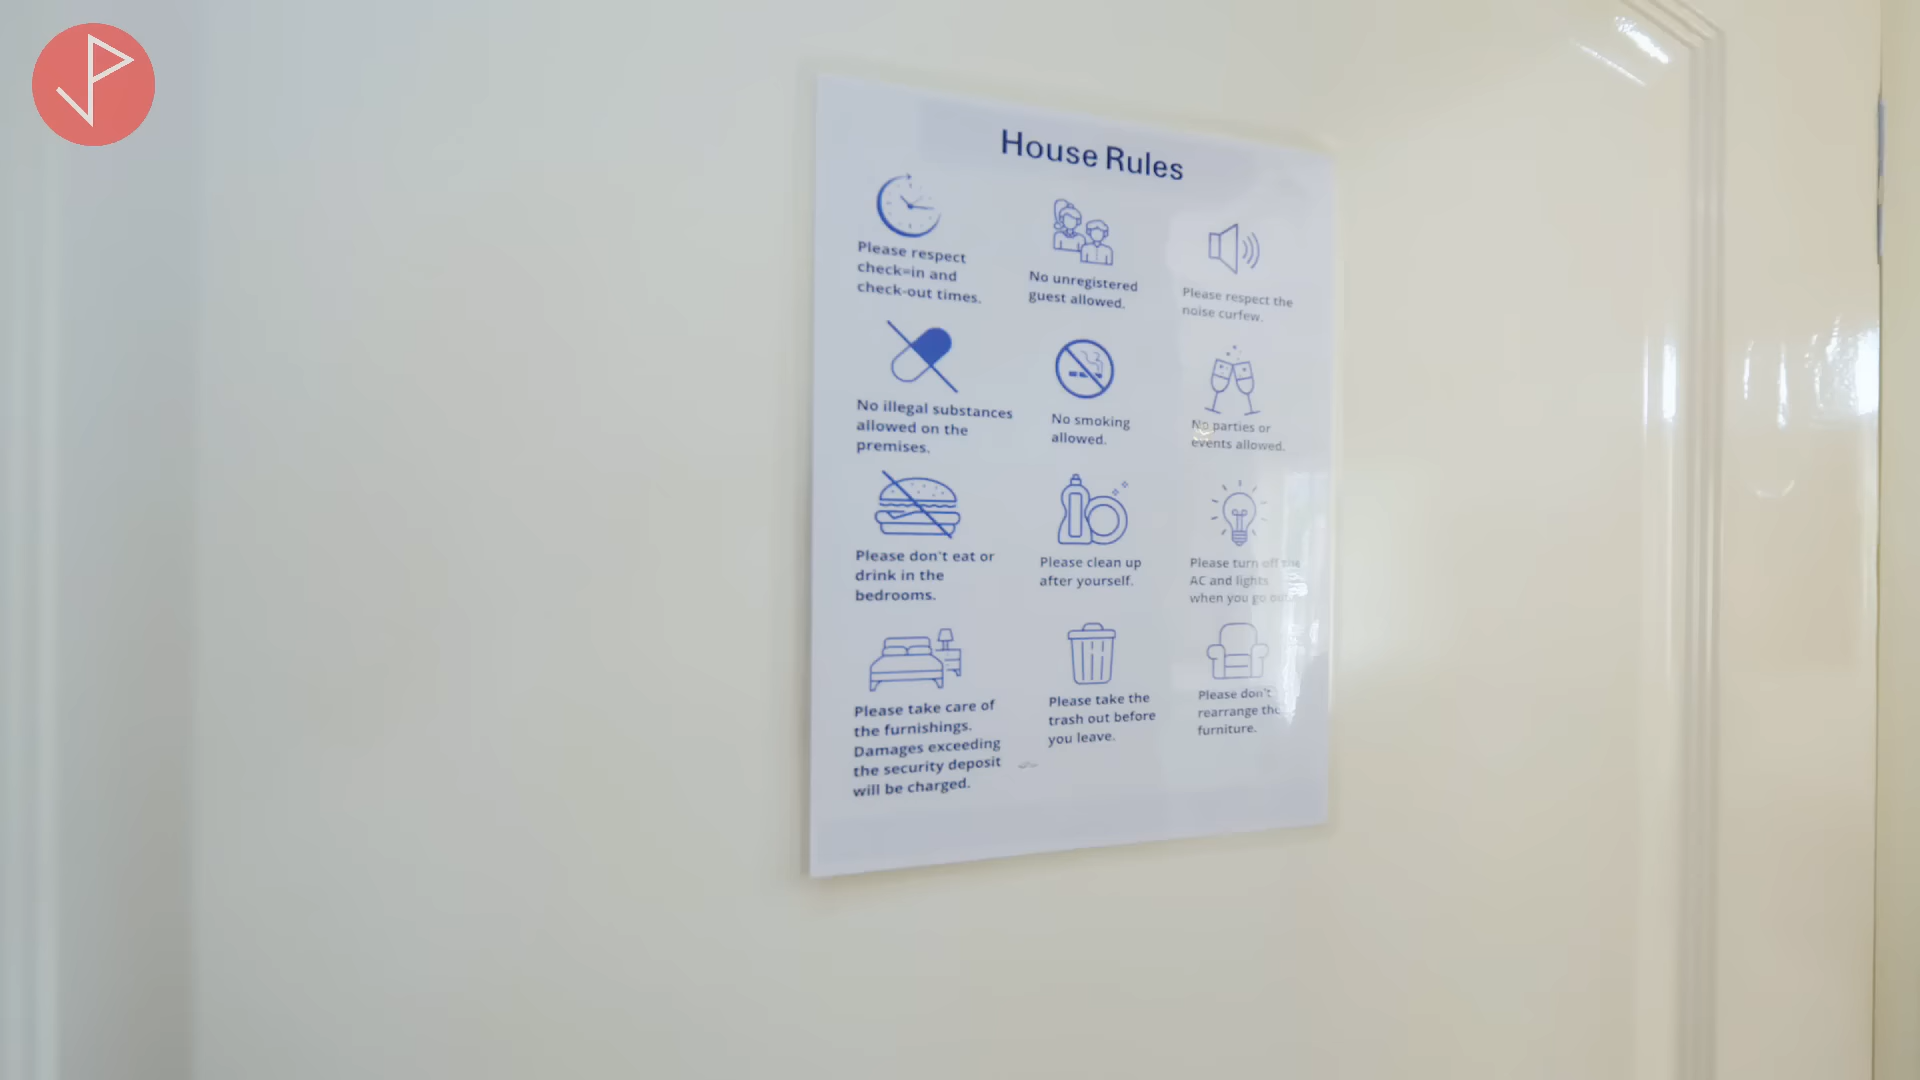 House Rules
Please respect
check=in and
check-out times.
No unregistered
guest allowed.
Please respect the
noise curfew.
No illegal substances
allowed on the
premises.
No smoking
allowed.
No parties or
events allowed.
Please don't eat or
drink in the
bedrooms.
Please clean up
after yourself.
Please turn off the
AC and lights
when you go out.
Please take care of
the furnishings.
Damages exceeding
the security deposit
will be charged.
Please take the
trash out before
you leave.
Please don't
rearrange the
furniture.